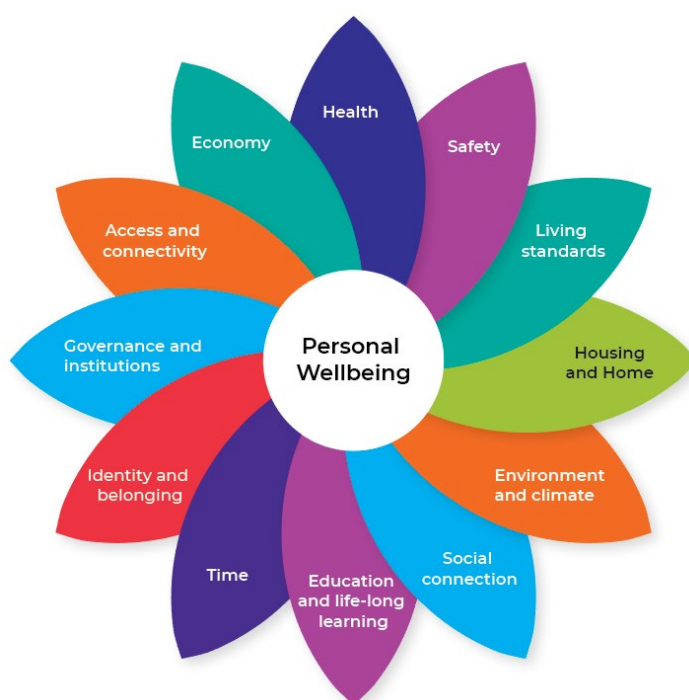 Personal
Wellbeing
Health
Safety
Living
standards
Housing
and Home
Environment
and climate
Social
connection
Education
and life-long
learning
Time
Identity and
belonging
Governance and
institutions
Access and
connectivity
Economy